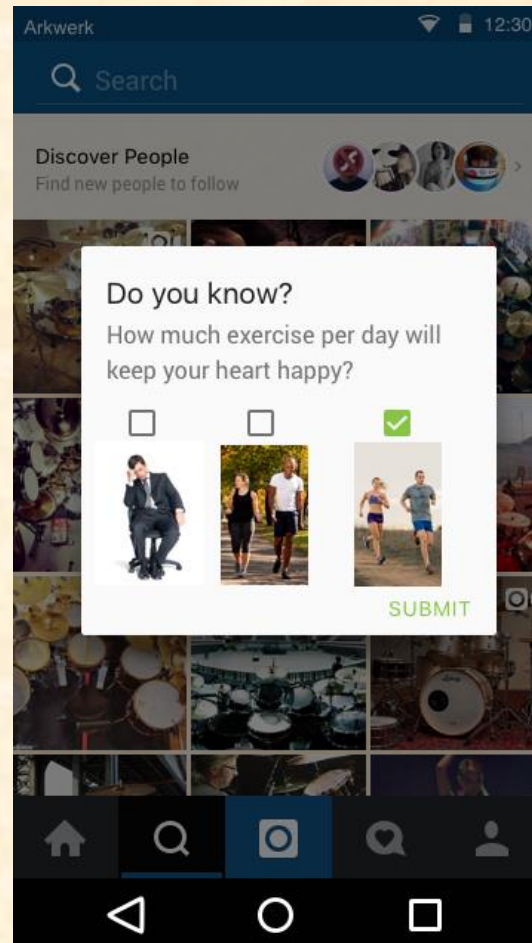 Arkwerk 12:30
Search
Discover People
Find new people to follow
Do you know?
How much exercise per day will
keep your heart happy?
SUBMIT